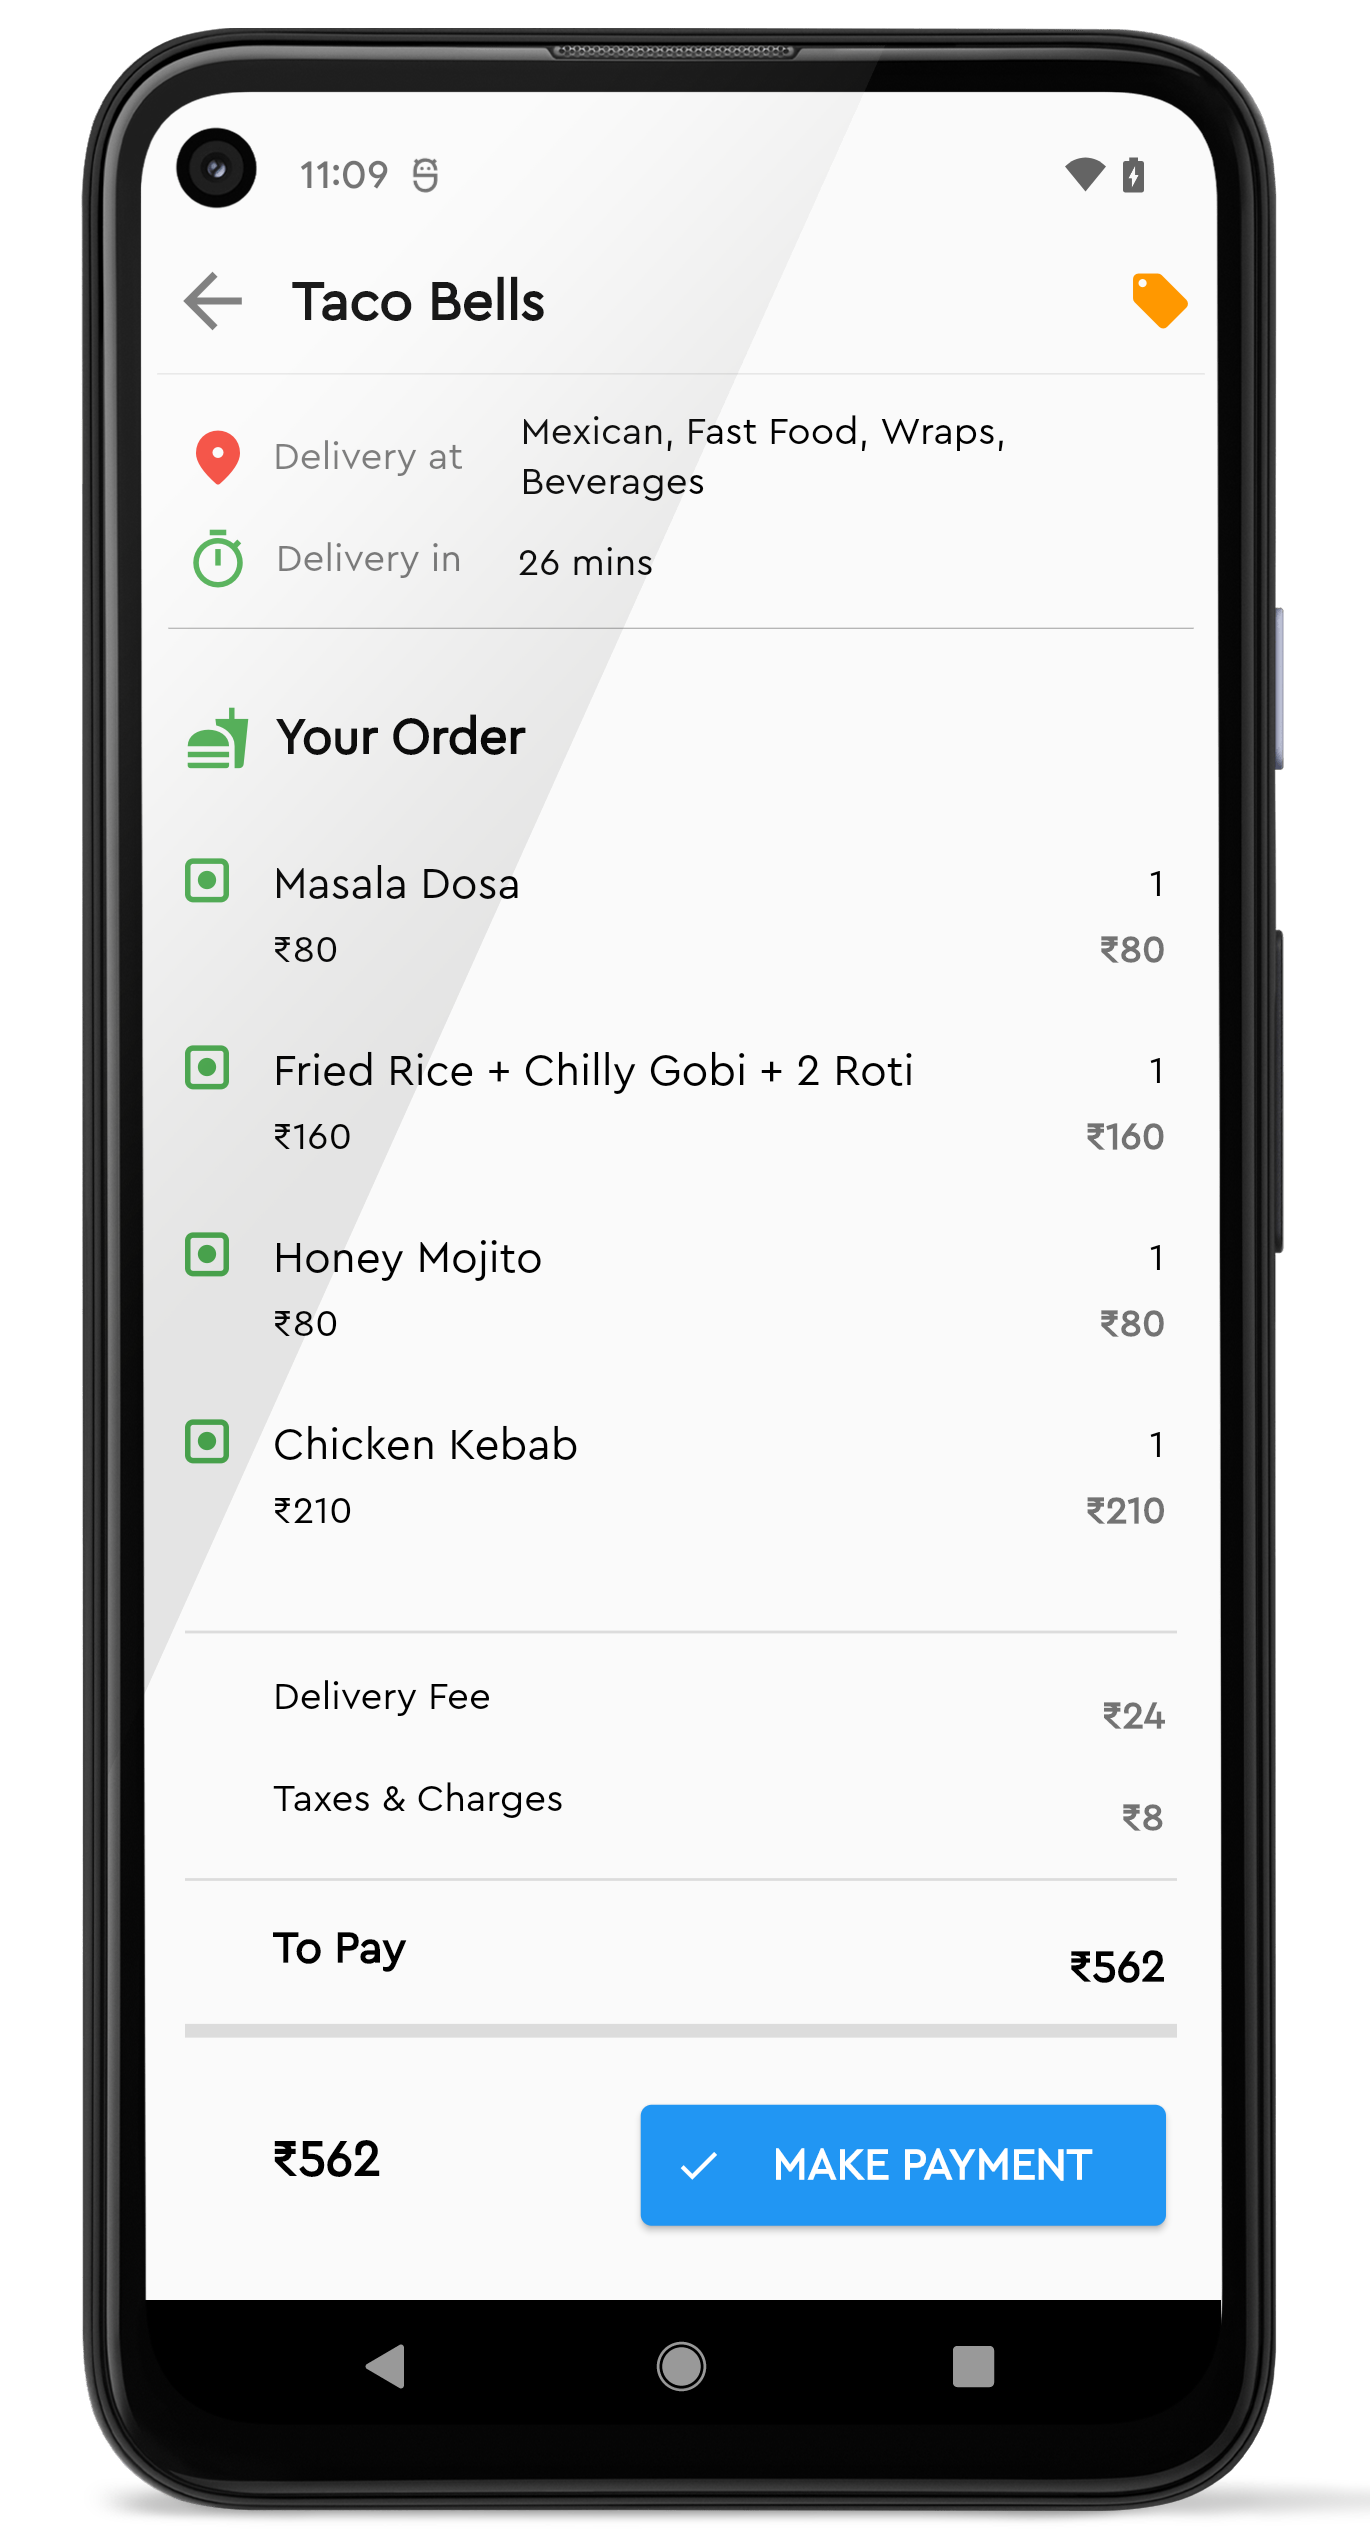 11:09
Taco Bells
Delivery at
Mexican, Fast Food, Wraps,
Beverages
Delivery in
26 mins
Your Order
Masala Dosa
1
₹80
₹80
Fried Rice + Chilly Gobi + 2 Roti
1
₹160
₹160
Honey Mojito
1
₹80
₹80
Chicken Kebab
1
₹210
₹210
Delivery Fee
₹24
Taxes & Charges
₹8
To Pay
₹562
₹562
MAKE PAYMENT